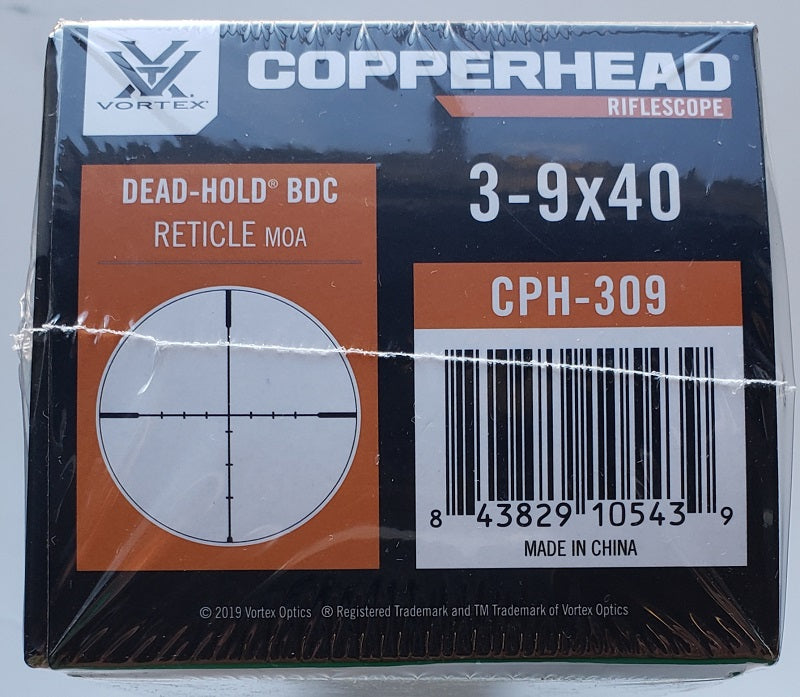 VORTEX®
COPPERHEAD®
RIFLESCOPE
DEAD-HOLD® BDC
RETICLE MOA
3-9x40
CPH-309
8 43829 10543 9
MADE IN CHINA
© 2019 Vortex Optics ® Registered Trademark and TM Trademark of Vortex Optics